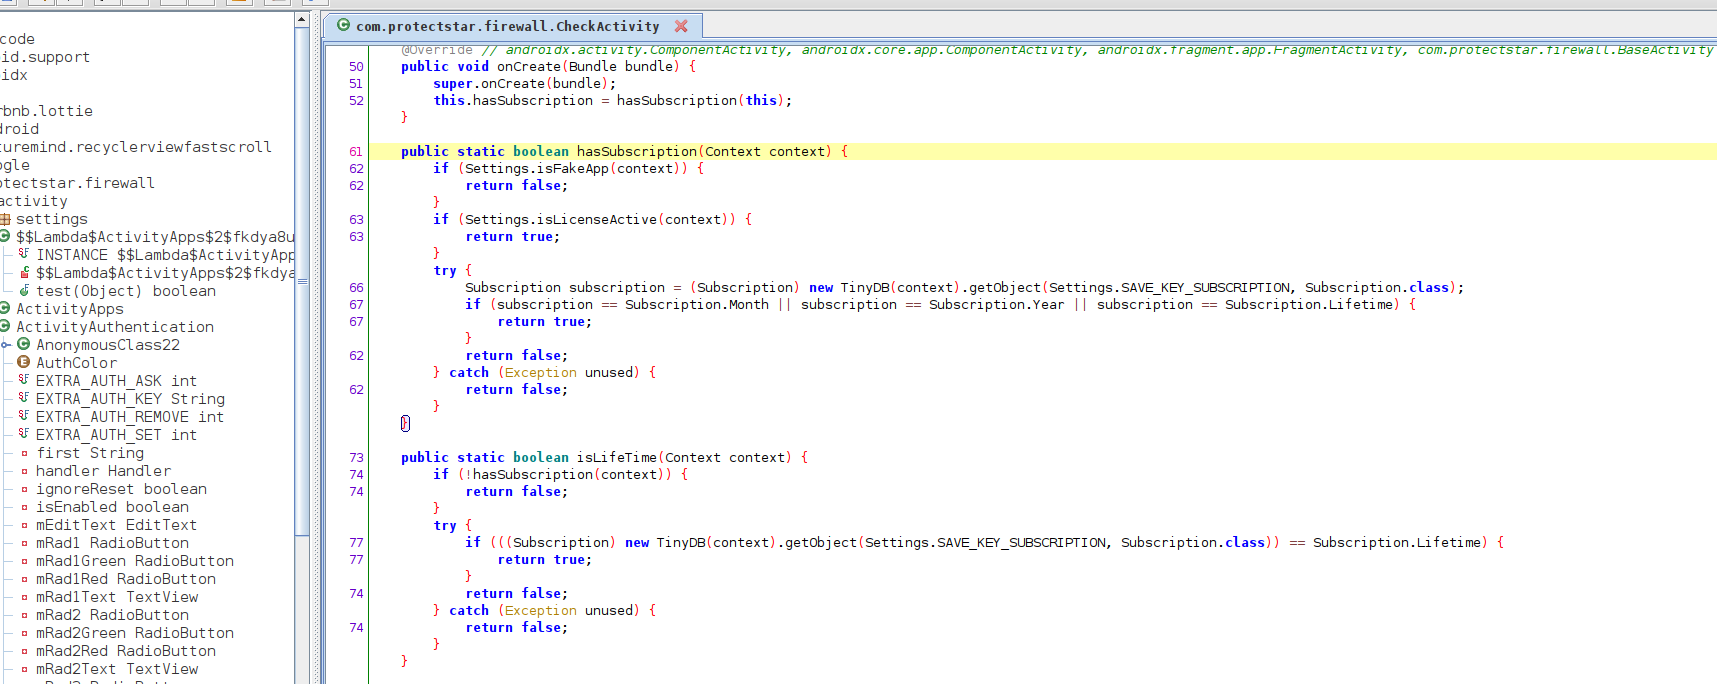 com.protectstar.firewall.CheckActivity
code
id.support
idx
rbnb.lottie
droid
turemind.recyclerviewfastscroll
ogle
otectstar.firewall
activity
settings
$$Lambda$ActivityApps$2$fkdya8u
INSTANCE $$Lambda$ActivityApp
$$Lambda$ActivityApps$2$fkdya
test(Object) boolean
ActivityApps
ActivityAuthentication
AnonymousClass22
AuthColor
EXTRA_AUTH_ASK int
EXTRA_AUTH_KEY String
EXTRA_AUTH_REMOVE int
EXTRA_AUTH_SET int
first String
handler Handler
ignoreReset boolean
isEnabled boolean
mEditText EditText
mRad1 RadioButton
mRad1Green RadioButton
mRad1Red RadioButton
mRad1Text TextView
mRad2 RadioButton
mRad2Green RadioButton
mRad2Red RadioButton
mRad2Text TextView
@Override // androidx.activity.ComponentActivity, androidx.core.app.ComponentActivity, androidx.fragment.app.FragmentActivity, com.protectstar.firewall.BaseActivity
50 public void onCreate(Bundle bundle) {
51 super.onCreate(bundle);
52 this.hasSubscription = hasSubscription(this);
}
61 public static boolean hasSubscription(Context context) {
62 if (Settings.isFakeApp(context)) {
62 return false;
}
63 if (Settings.isLicenseActive(context)) {
63 return true;
}
try {
66 Subscription subscription = (Subscription) new TinyDB(context).getObject(Settings.SAVE_KEY_SUBSCRIPTION, Subscription.class);
67 if (subscription == Subscription.Month || subscription == Subscription.Year || subscription == Subscription.Lifetime) {
67 return true;
}
62 return false;
} catch (Exception unused) {
62 return false;
}
}
73 public static boolean isLifeTime(Context context) {
74 if (!hasSubscription(context)) {
74 return false;
}
try {
77 if (((Subscription) new TinyDB(context).getObject(Settings.SAVE_KEY_SUBSCRIPTION, Subscription.class)) == Subscription.Lifetime) {
77 return true;
}
74 return false;
} catch (Exception unused) {
74 return false;
}
}